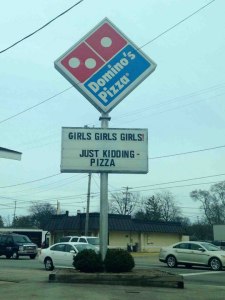 Domino's
Pizza
GIRLS GIRLS GIRLS!
JUST KIDDING -
PIZZA